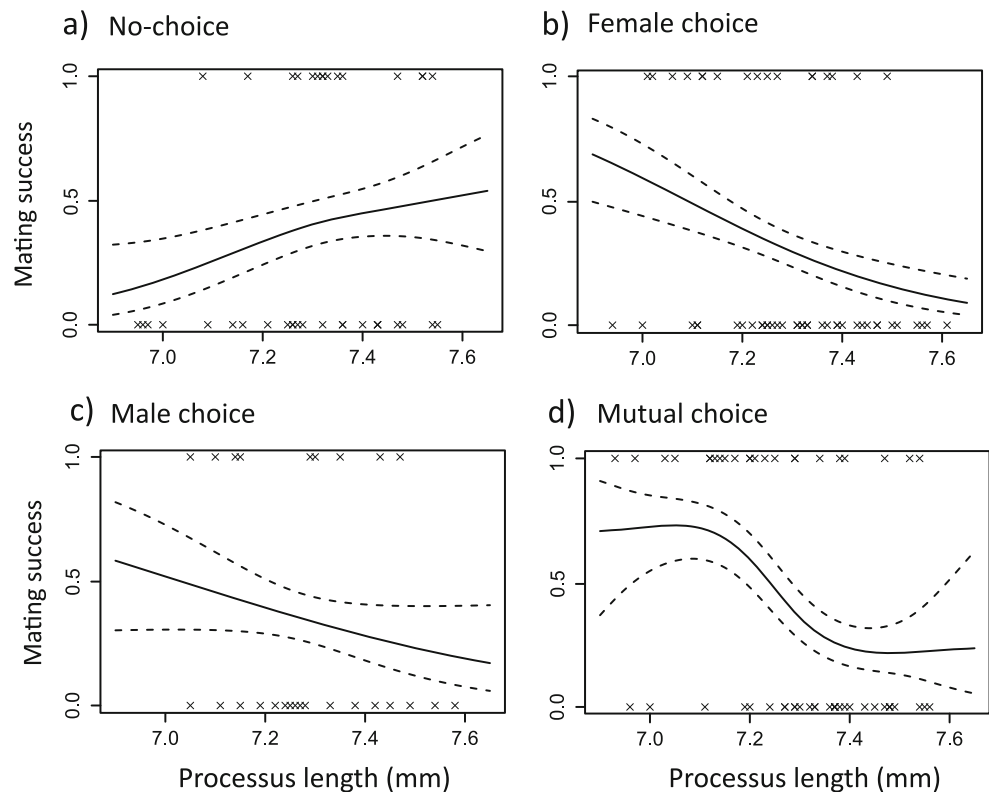 a) No-choice
b) Female choice
1.0
0.5
0.0
Mating success
7.0 7.2 7.4 7.6
1.0
0.5
0.0
7.0 7.2 7.4 7.6
c) Male choice
d) Mutual choice
1.0
0.5
0.0
Mating success
7.0 7.2 7.4 7.6
Processus length (mm)
1.0
0.5
0.0
7.0 7.2 7.4 7.6
Processus length (mm)